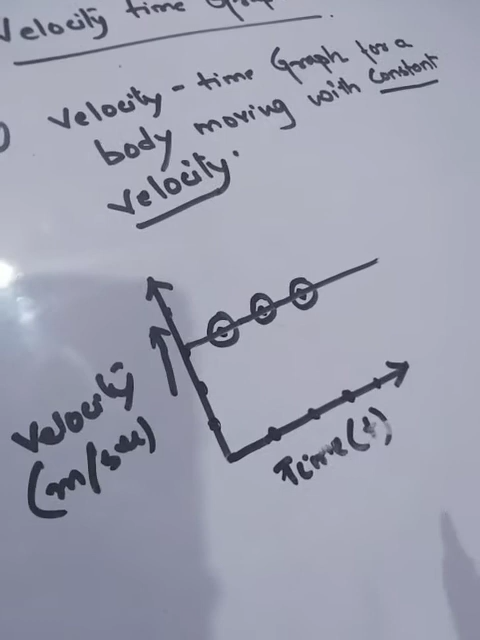 Velocity time Graph
Velocity - time Graph for a
body moving with Constant
velocity.
Velocity
(m/sec)
Time (t)